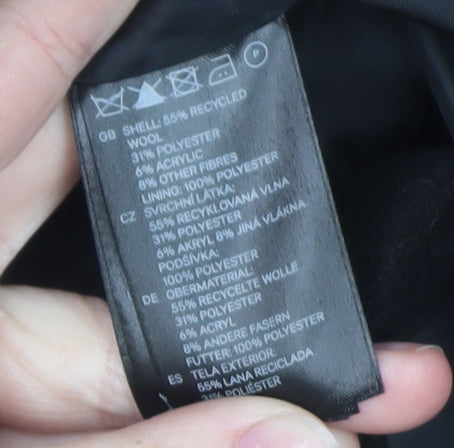 P
GB SHELL: 55% RECYCLED
WOOL
31% POLYESTER
6% ACRYLIC
8% OTHER FIBRES
LINING: 100% POLYESTER
CZ SVRCHNÍ LÁTKA:
55% RECYKLOVANÁ VLNA
31% POLYESTER
6% AKRYL 8% JINÁ VLÁKNA
PODŠÍVKA:
100% POLYESTER
DE OBERMATERIAL:
55% RECYCELTE WOLLE
31% POLYESTER
6% ACRYL
8% ANDERE FASERN
FUTTER: 100% POLYESTER
ES TELA EXTERIOR:
55% LANA RECICLADA
31% POLIÉSTER